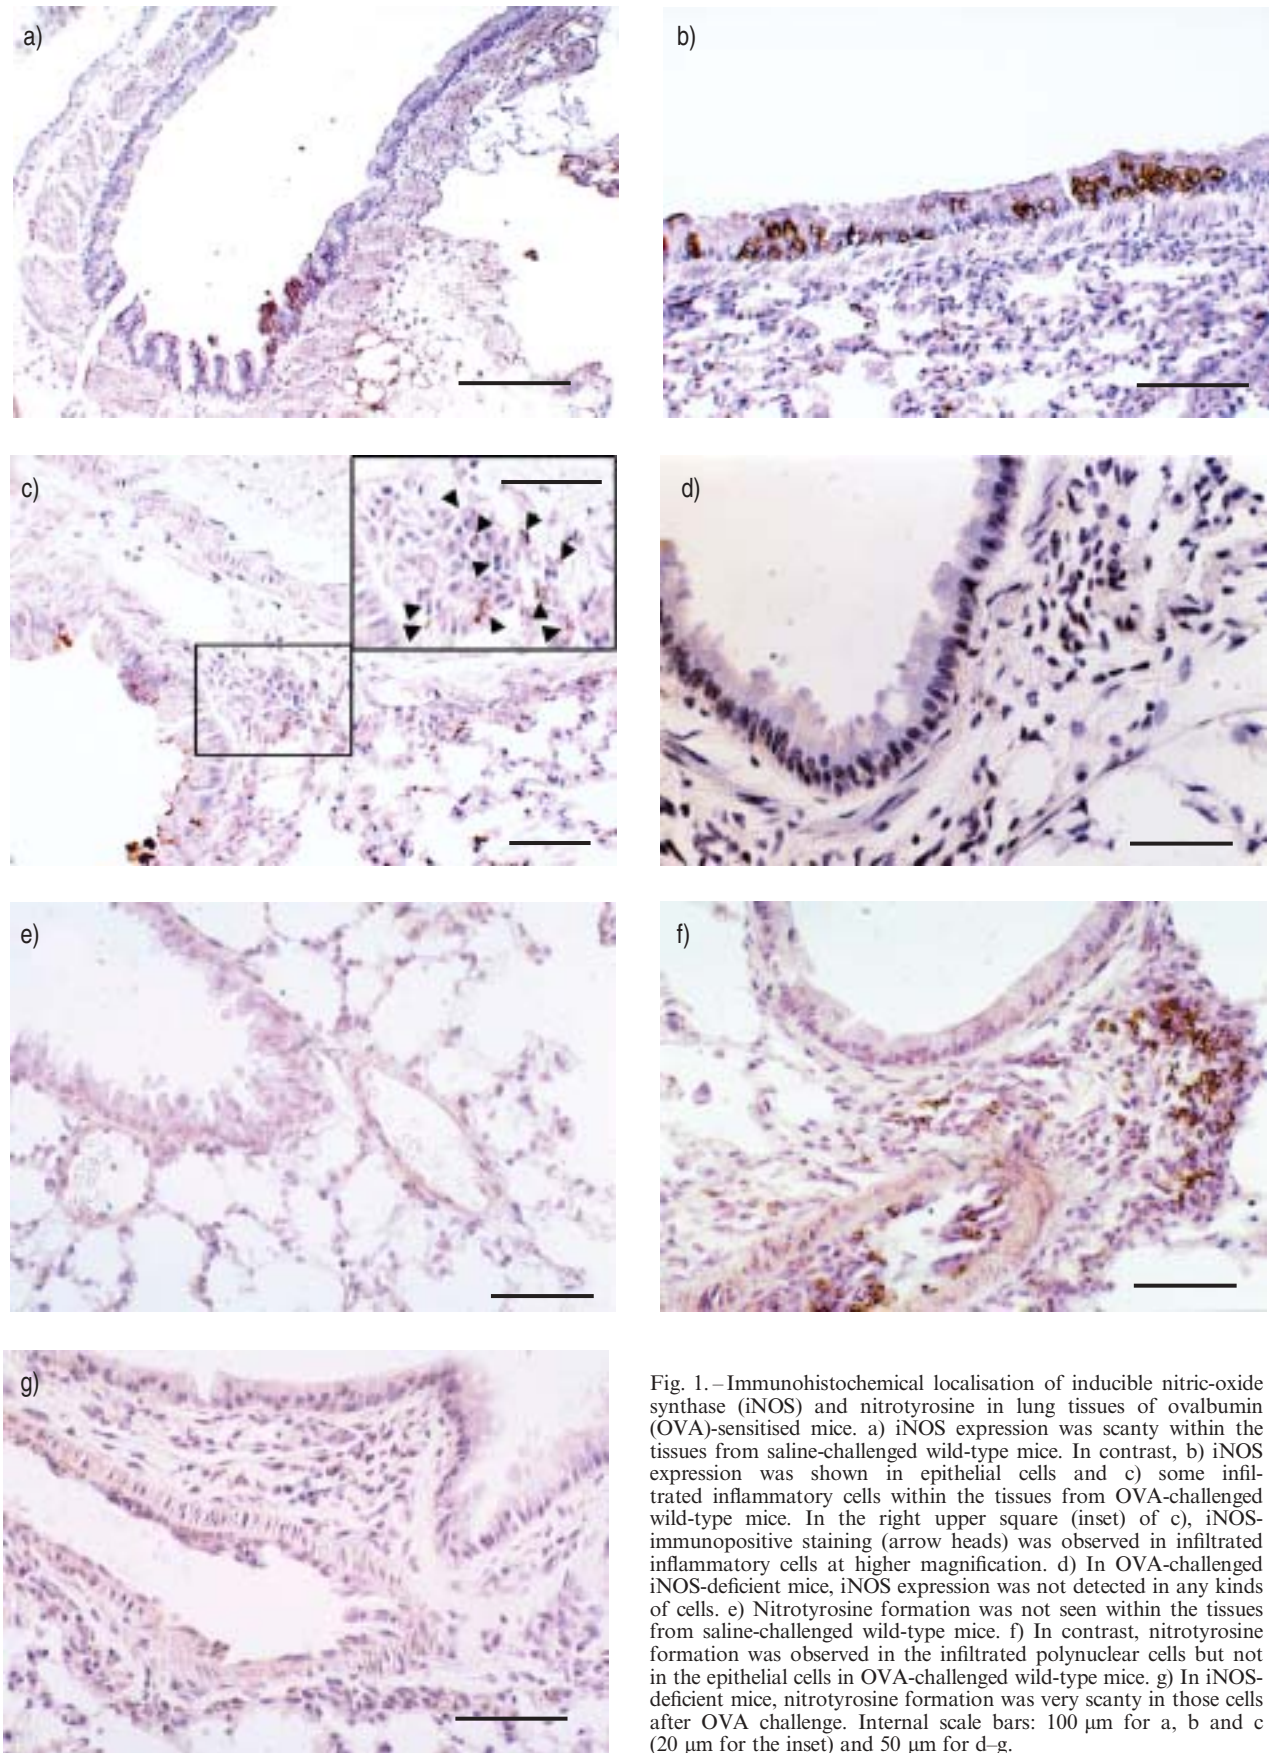 a)
b)
c)
d)
e)
f)
g)
Fig. 1. – Immunohistochemical localisation of inducible nitric-oxide
synthase (iNOS) and nitrotyrosine in lung tissues of ovalbumin
(OVA)-sensitised mice. a) iNOS expression was scanty within the
tissues from saline-challenged wild-type mice. In contrast, b) iNOS
expression was shown in epithelial cells and c) some infil-
trated inflammatory cells within the tissues from OVA-challenged
wild-type mice. In the right upper square (inset) of c), iNOS-
immunopositive staining (arrow heads) was observed in infiltrated
inflammatory cells at higher magnification. d) In OVA-challenged
iNOS-deficient mice, iNOS expression was not detected in any kinds
of cells. e) Nitrotyrosine formation was not seen within the tissues
from saline-challenged wild-type mice. f) In contrast, nitrotyrosine
formation was observed in the infiltrated polynuclear cells but not
in the epithelial cells in OVA-challenged wild-type mice. g) In iNOS-
deficient mice, nitrotyrosine formation was very scanty in those cells
after OVA challenge. Internal scale bars: 100 μm for a, b and c
(20 μm for the inset) and 50 μm for d–g.